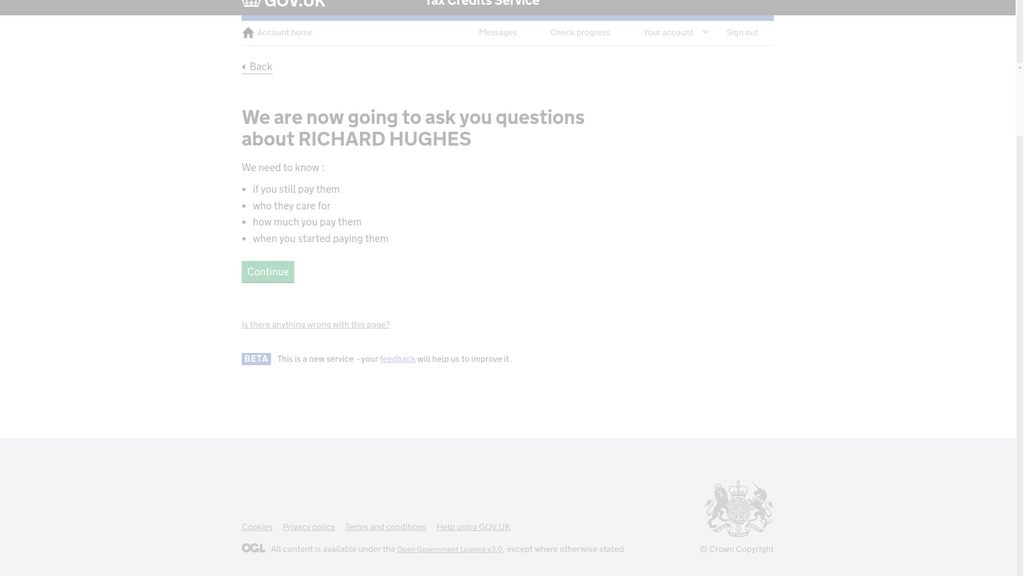 GOV.UK
Tax Credits Service
Account home
Messages
Check progress
Your account
Sign out
Back
We are now going to ask you questions
about RICHARD HUGHES
We need to know :
• if you still pay them
• who they care for
• how much you pay them
• when you started paying them
Continue
Is there anything wrong with this page?
BETA This is a new service - your feedback will help us to improve it.
Cookies Privacy policy Terms and conditions Help using GOV.UK
OGL All content is available under the Open Government Licence v3.0, except where otherwise stated
© Crown Copyright